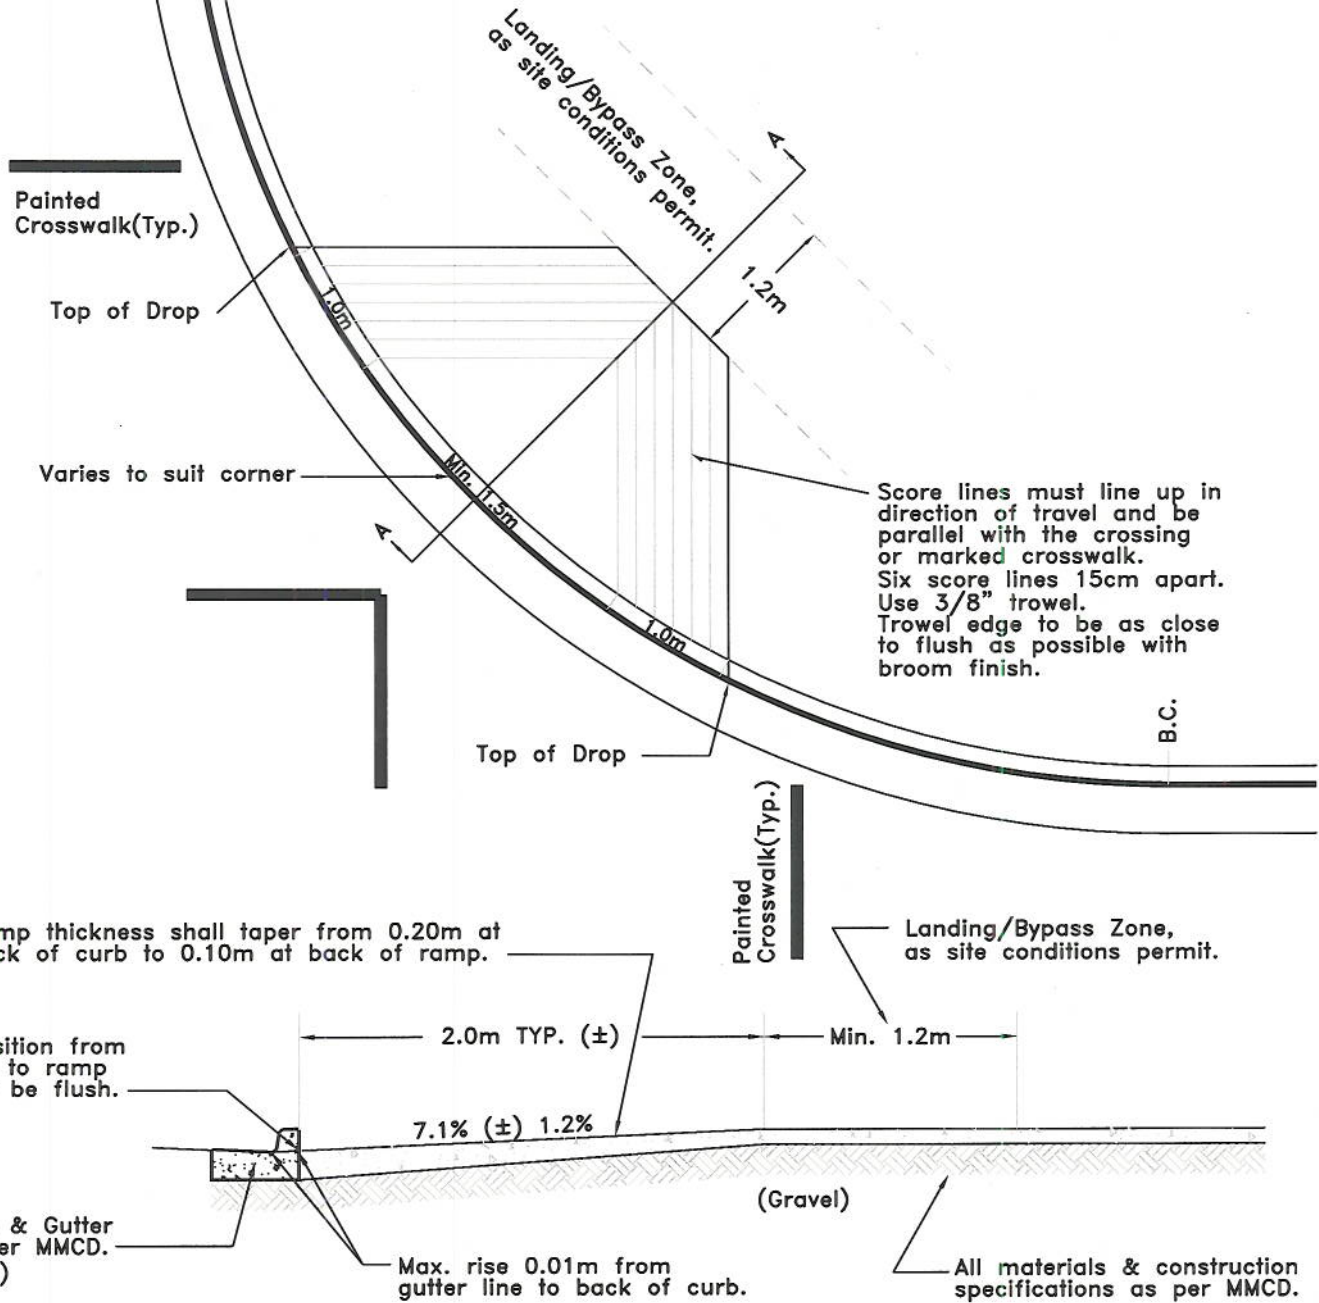 Landing/Bypass Zone,
as site conditions
permit.
A
1.2m
Painted
Crosswalk(Typ.)
Top of Drop
1.0m
Varies to suit corner
Min. 1.5m
A
Score lines must line up in
direction of travel and be
parallel with the crossing
or marked crosswalk.
Six score lines 15cm apart.
Use 3/8" trowel.
Trowel edge to be as close
to flush as possible with
broom finish.
1.0m
Top of Drop
B.C.
Painted
Crosswalk(Typ.)
mp thickness shall taper from 0.20m at
ck of curb to 0.10m at back of ramp.
Landing/Bypass Zone,
as site conditions permit.
2.0m TYP. (±)
Min. 1.2m
sition from
to ramp
be flush.
7.1% (±) 1.2%
(Gravel)
& Gutter
er MMCD.
)
Max. rise 0.01m from
gutter line to back of curb.
All materials & construction
specifications as per MMCD.